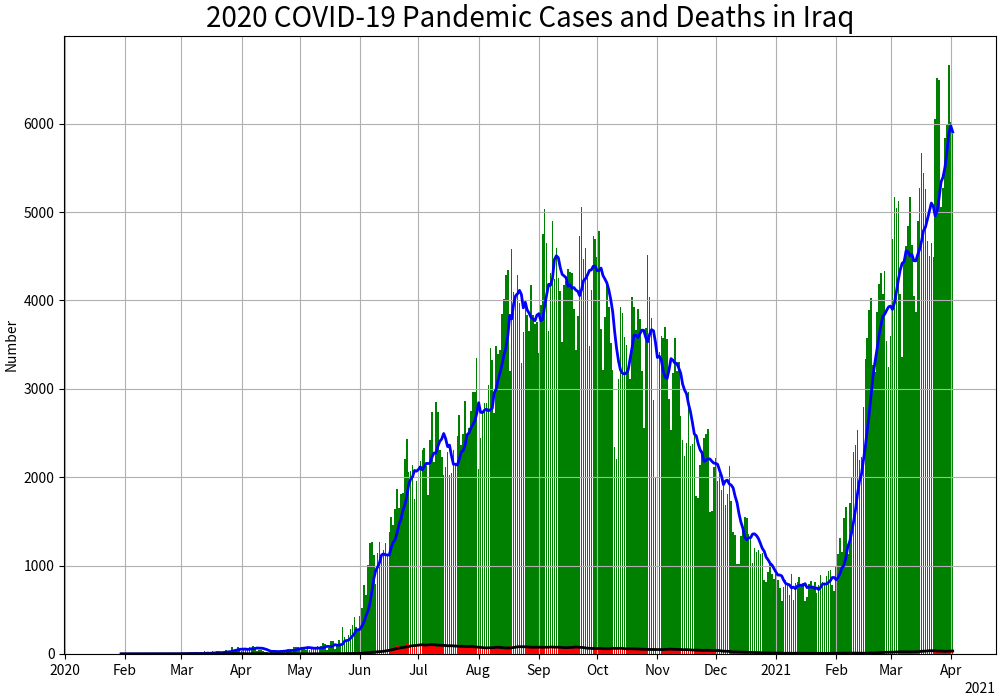 2020 COVID-19 Pandemic Cases and Deaths in Iraq
Number
6000
5000
4000
3000
2000
1000
0
2020 Feb Mar Apr May Jun Jul Aug Sep Oct Nov Dec 2021 Feb Mar Apr
2021